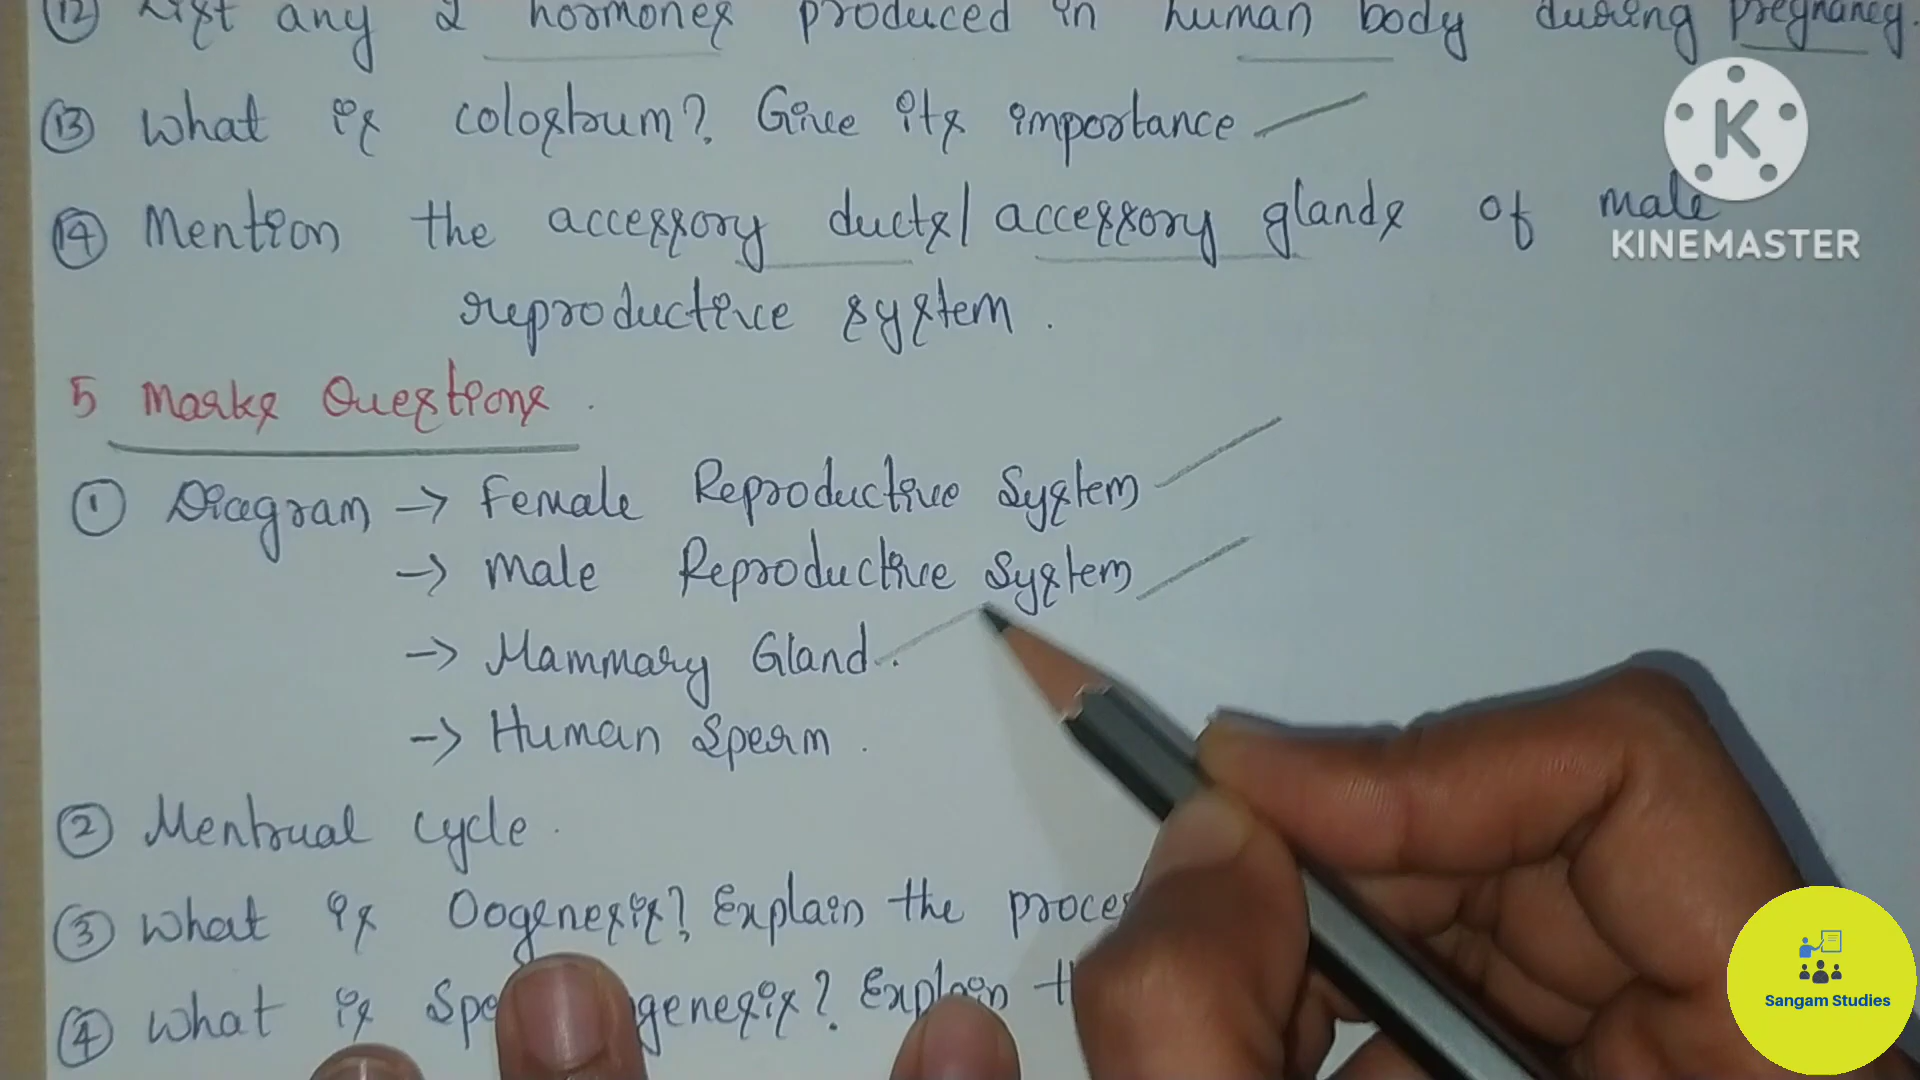 12 List any 2 hormones produced in human body during pregnancy.
13 What is colostrum? Give its importance
14 Mention the accessory ducts/accessory glands of male
reproductive system.
5 Marks Questions.
1 Diagram → Female Reproductive System
→ Male Reproductive System
→ Mammary Gland.
→ Human Sperm.
2 Mentrual cycle.
3 What is Oogenesis? Explain the
4 What is Explain
K
KINEMASTER
Sangam Studies